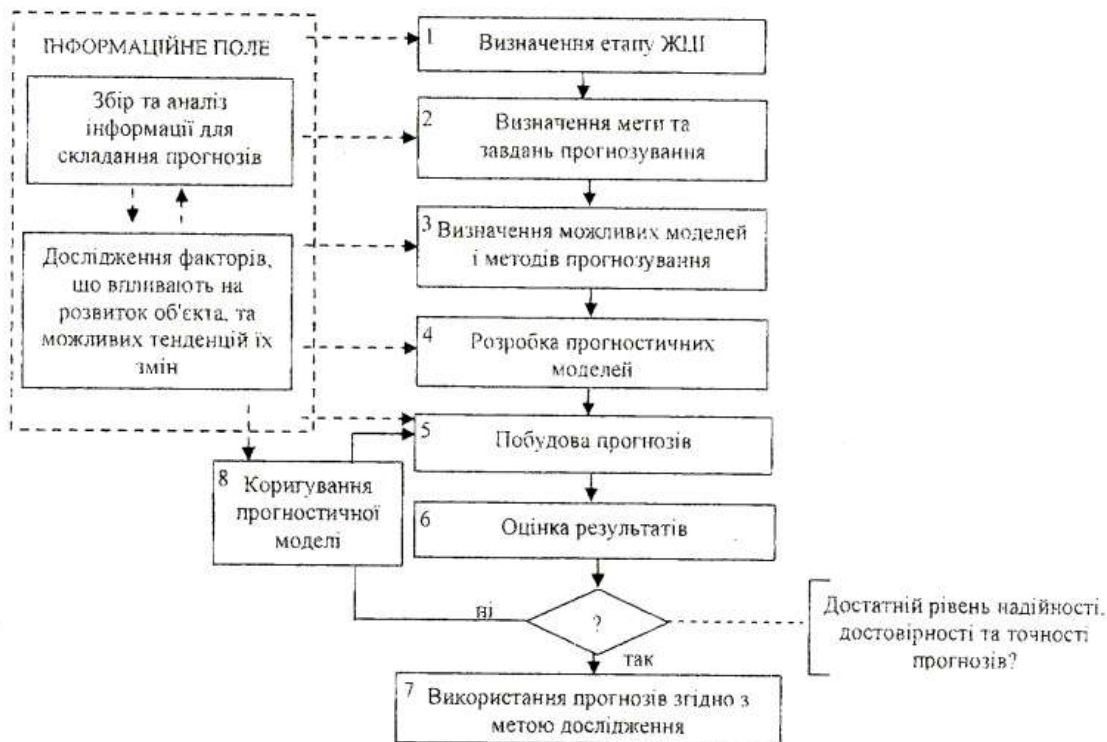 ІНФОРМАЦІЙНЕ ПОЛЕ
Збір та аналіз
інформації для
складання прогнозів
Дослідження факторів,
що впливають на
розвиток об'єкта, та
можливих тенденцій їх
змін
1
Визначення етапу ЖЦП
2
Визначення мети та
завдань прогнозування
3
Визначення можливих моделей
і методів прогнозування
4
Розробка прогностичних
моделей
5
Побудова прогнозів
8
Коригування
прогностичної
моделі
6
Оцінка результатів
ні
?
так
Достатній рівень надійності,
достовірності та точності
прогнозів?
7
Використання прогнозів згідно з
метою дослідження